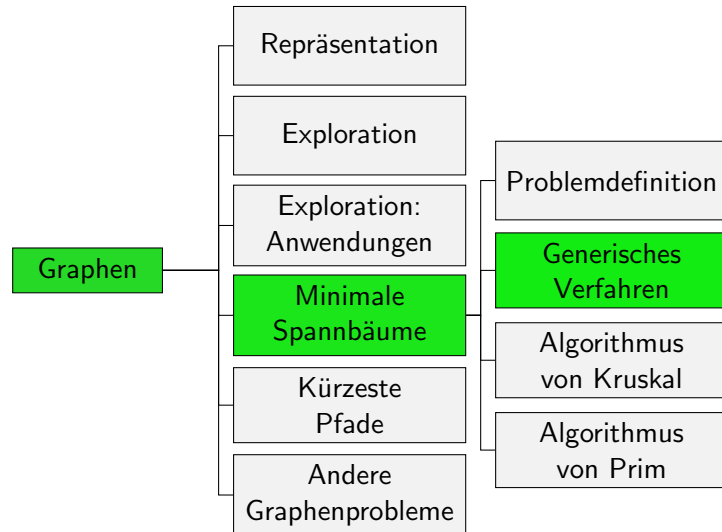 Graphen
Repräsentation
Exploration
Exploration:
Anwendungen
Minimale
Spannbäume
Kürzeste
Pfade
Andere
Graphenprobleme
Problemdefinition
Generisches
Verfahren
Algorithmus
von Kruskal
Algorithmus
von Prim